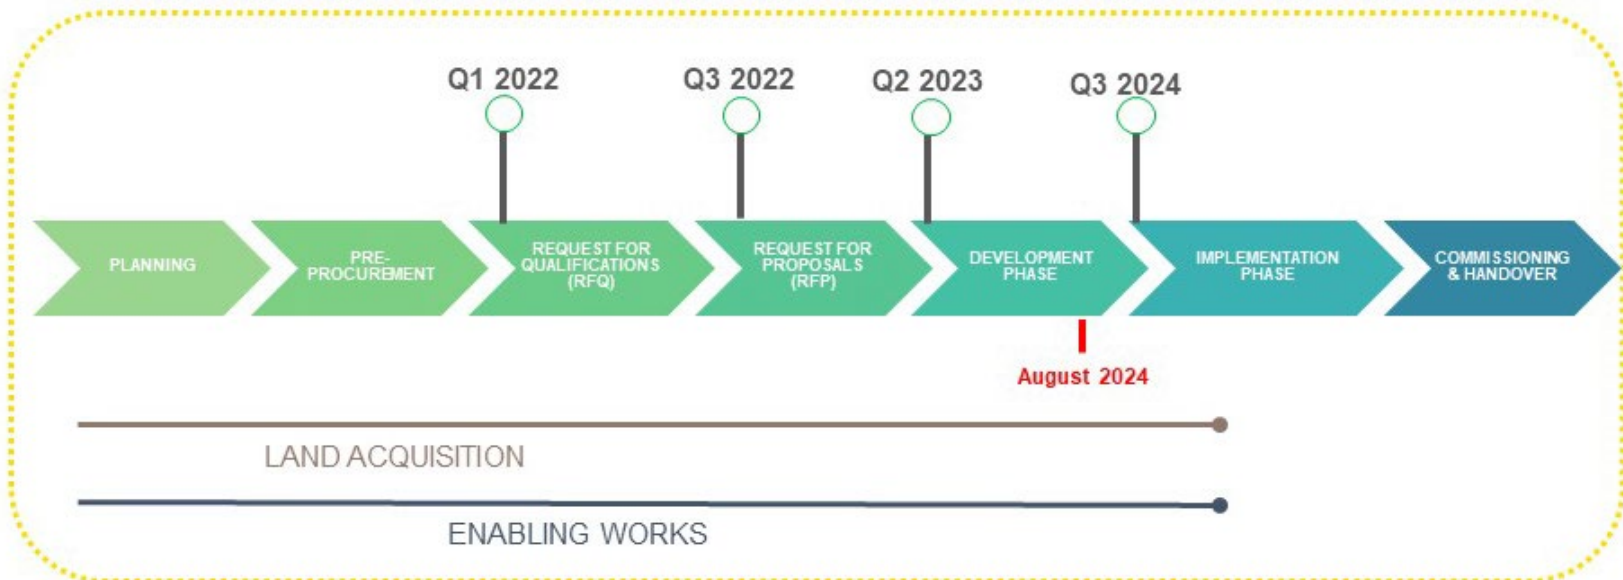 Q1 2022
Q3 2022
Q2 2023
Q3 2024
PLANNING
PRE-
PROCUREMENT
REQUEST FOR
QUALIFICATIONS
(RFQ)
REQUEST FOR
PROPOSALS
(RFP)
DEVELOPMENT
PHASE
IMPLEMENTATION
PHASE
COMMISSIONING
& HANDOVER
August 2024
LAND ACQUISITION
ENABLING WORKS